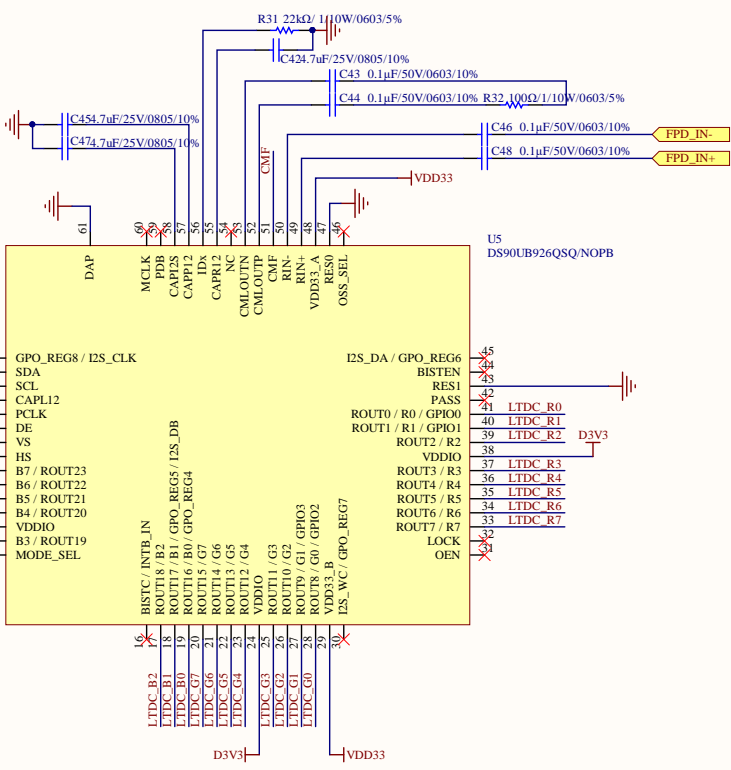 R31 22kΩ/ 1/10W/0603/5%
C424.7uF/25V/0805/10%
C43 0.1μF/50V/0603/10%
C44 0.1μF/50V/0603/10% R32 100Ω/1/10W/0603/5%
C454.7uF/25V/0805/10%
C474.7uF/25V/0805/10%
C46 0.1μF/50V/0603/10% FPD_IN-
C48 0.1μF/50V/0603/10% FPD_IN+
CMF
VDD33
61 60 59 58 57 56 55 54 53 52 51 50 49 48 47 46
U5
DS90UB926QSQ/NOPB
DAP
MCLK
PDB
CAPI2S
CAPP12
IDx
CAPR12
NC
CMLOUTN
CMLOUTP
CMF
RIN-
RIN+
VDD33_A
RES0
OSS_SEL
GPO_REG8 / I2S_CLK
SDA
SCL
CAPL12
PCLK
DE
VS
HS
B7 / ROUT23
B6 / ROUT22
B5 / ROUT21
B4 / ROUT20
VDDIO
B3 / ROUT19
MODE_SEL
I2S_DA / GPO_REG6 45
BISTEN 44
RES1 43
PASS 42
ROUT0 / R0 / GPIO0 41 LTDC_R0
ROUT1 / R1 / GPIO1 40 LTDC_R1
ROUT2 / R2 39 LTDC_R2 D3V3
VDDIO 38
ROUT3 / R3 37 LTDC_R3
ROUT4 / R4 36 LTDC_R4
ROUT5 / R5 35 LTDC_R5
ROUT6 / R6 34 LTDC_R6
ROUT7 / R7 33 LTDC_R7
LOCK 32
OEN 31
BISTC / INTB_IN
ROUT18 / B2
ROUT17 / B1 / GPO_REG5 / I2S_DB
ROUT16 / B0 / GPO_REG4
ROUT15 / G7
ROUT14 / G6
ROUT13 / G5
ROUT12 / G4
VDDIO
ROUT11 / G3
ROUT10 / G2
ROUT9 / G1 / GPIO3
ROUT8 / G0 / GPIO2
VDD33_B
I2S_WC / GPO_REG7
16 17 18 19 20 21 22 23 24 25 26 27 28 29 30
LTDC_B2
LTDC_B1
LTDC_B0
LTDC_G7
LTDC_G6
LTDC_G5
LTDC_G4
LTDC_G3
LTDC_G2
LTDC_G1
LTDC_G0
D3V3
VDD33